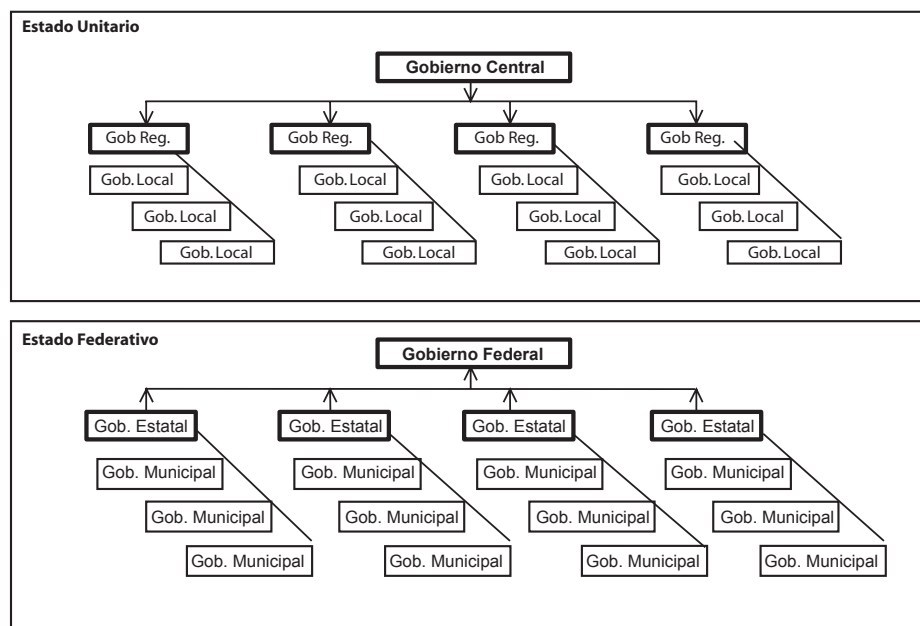 Estado Unitario
Gobierno Central
Gob Reg. Gob Reg. Gob Reg. Gob Reg.
Gob. Local Gob. Local Gob. Local Gob. Local
Gob. Local Gob. Local Gob. Local Gob. Local
Gob. Local Gob. Local Gob. Local Gob. Local
Estado Federativo
Gobierno Federal
Gob. Estatal Gob. Estatal Gob. Estatal Gob. Estatal
Gob. Municipal Gob. Municipal Gob. Municipal Gob. Municipal
Gob. Municipal Gob. Municipal Gob. Municipal Gob. Municipal
Gob. Municipal Gob. Municipal Gob. Municipal Gob. Municipal